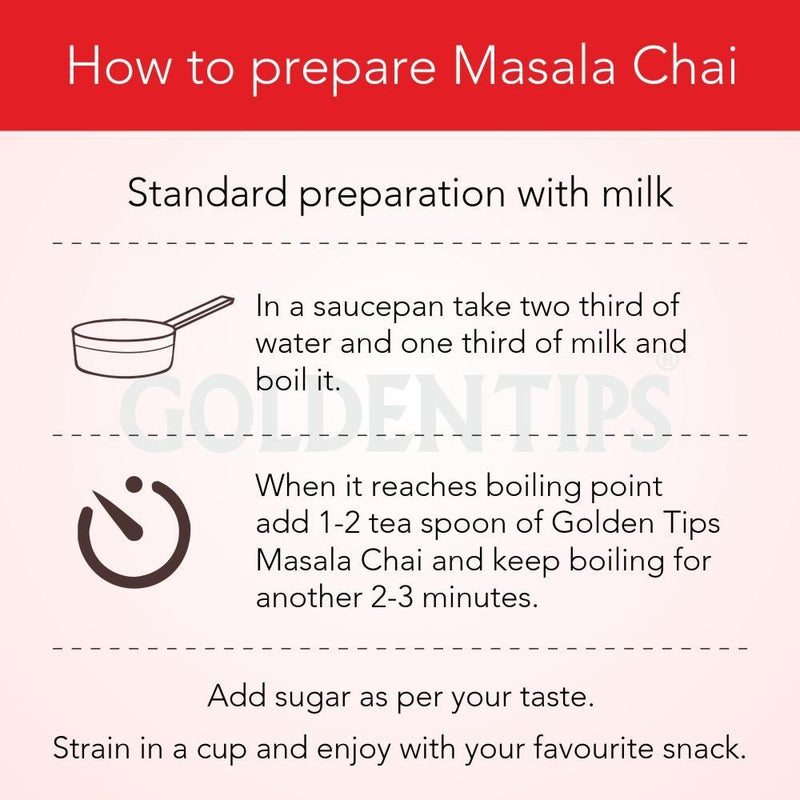 How to prepare Masala Chai
Standard preparation with milk
In a saucepan take two third of
water and one third of milk and
boil it.
GOLDEN TIPS®
When it reaches boiling point
add 1-2 tea spoon of Golden Tips
Masala Chai and keep boiling for
another 2-3 minutes.
Add sugar as per your taste.
Strain in a cup and enjoy with your favourite snack.